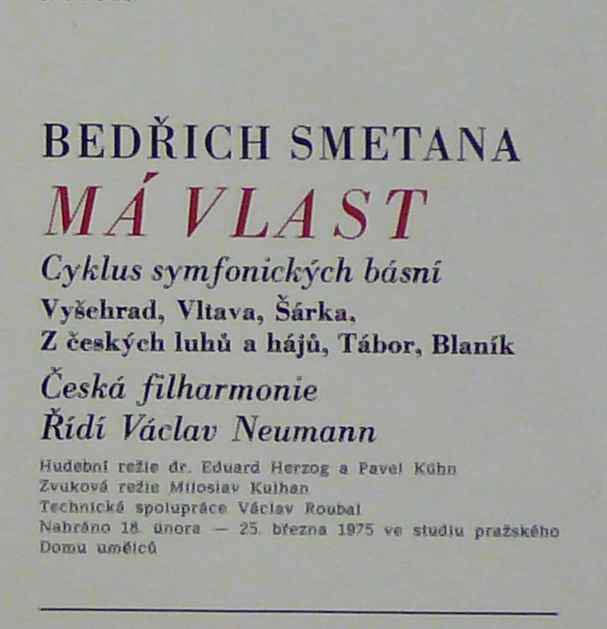 BEDŘICH SMETANA
MÁ VLAST
Cyklus symfonických básní
Vyšehrad, Vltava, Šárka,
Z českých luhů a hájů, Tábor, Blaník
Česká filharmonie
Řídí Václav Neumann
Hudební režie dr. Eduard Herzog a Pavel Kühn
Zvuková režie Miloslav Kulhan
Technická spolupráce Václav Roubal
Nahráno 18. února — 25. března 1975 ve studiu pražského
Domu umělců